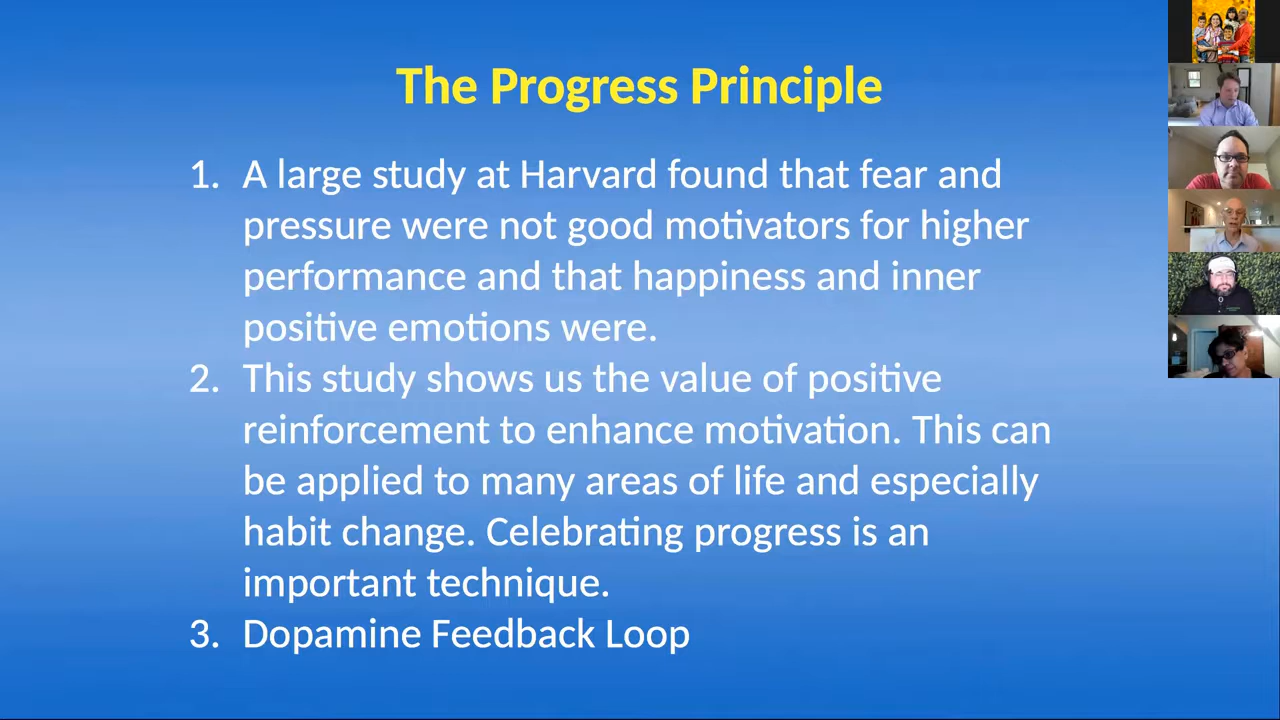 The Progress Principle
1. A large study at Harvard found that fear and
pressure were not good motivators for higher
performance and that happiness and inner
positive emotions were.
2. This study shows us the value of positive
reinforcement to enhance motivation. This can
be applied to many areas of life and especially
habit change. Celebrating progress is an
important technique.
3. Dopamine Feedback Loop